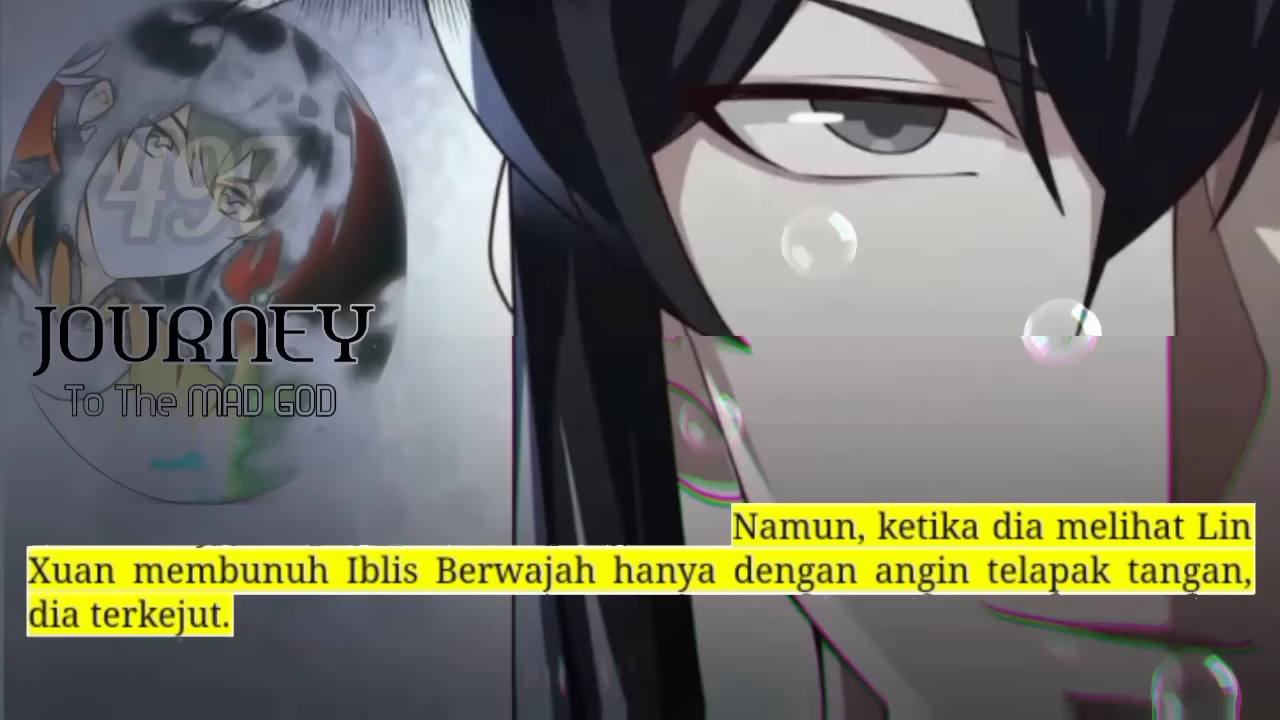 497
JOURNEY
To The MAD GOD
Namun, ketika dia melihat Lin
Xuan membunuh Iblis Berwajah hanya dengan angin telapak tangan,
dia terkejut.